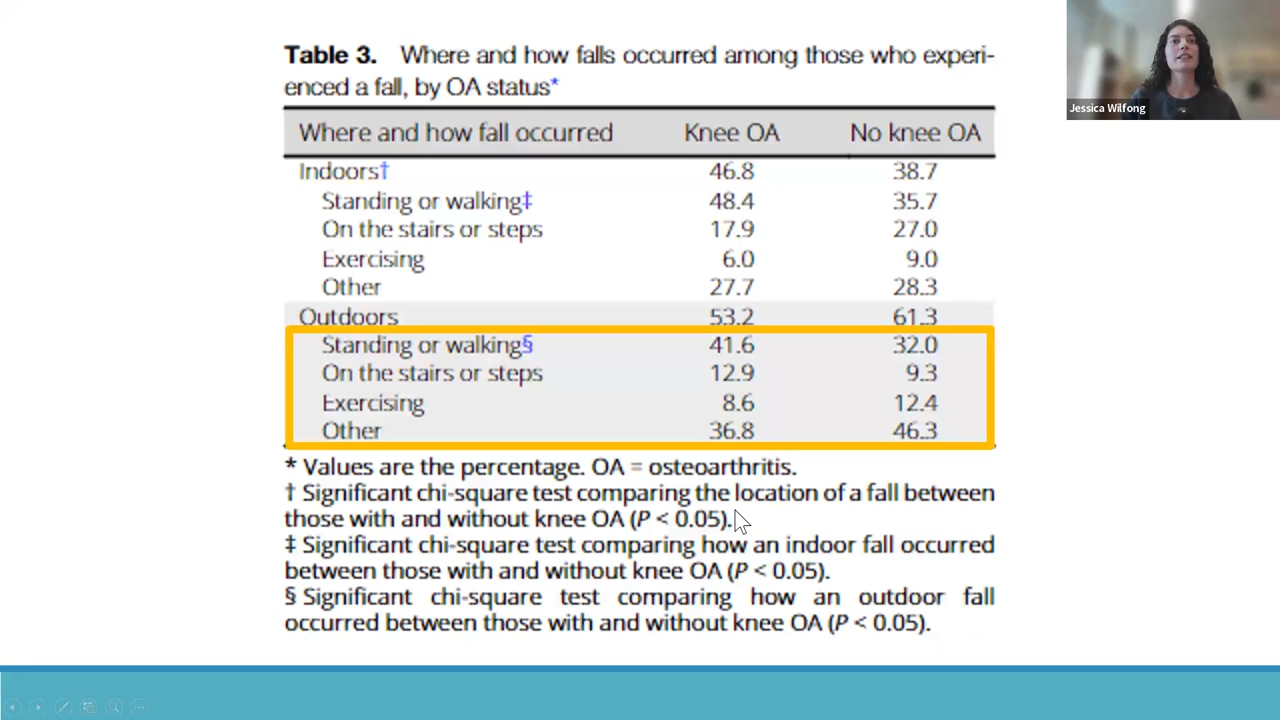 Table 3. Where and how falls occurred among those who experi-
enced a fall, by OA status*
Where and how fall occurred Knee OA No knee OA
Indoors† 46.8 38.7
Standing or walking‡ 48.4 35.7
On the stairs or steps 17.9 27.0
Exercising 6.0 9.0
Other 27.7 28.3
Outdoors 53.2 61.3
Standing or walking§ 41.6 32.0
On the stairs or steps 12.9 9.3
Exercising 8.6 12.4
Other 36.8 46.3
* Values are the percentage. OA = osteoarthritis.
† Significant chi-square test comparing the location of a fall between
those with and without knee OA (P < 0.05).
‡ Significant chi-square test comparing how an indoor fall occurred
between those with and without knee OA (P < 0.05).
§ Significant chi-square test comparing how an outdoor fall
occurred between those with and without knee OA (P < 0.05).
Jessica Wilfong